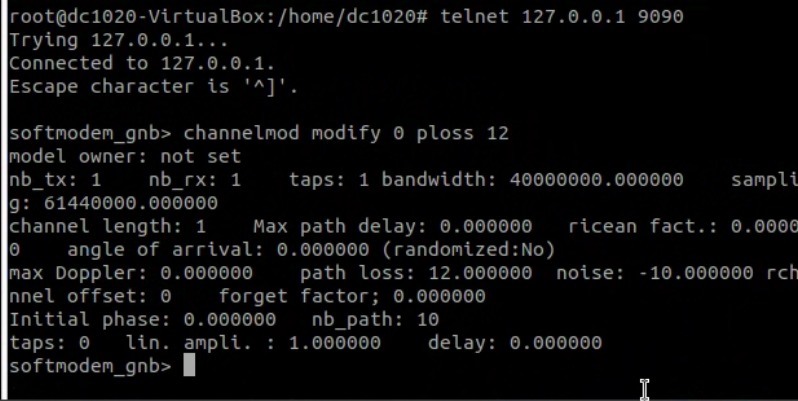 root@dc1020-VirtualBox:/home/dc1020# telnet 127.0.0.1 9090
Trying 127.0.0.1...
Connected to 127.0.0.1.
Escape character is '^]'.
softmodem_gnb> channelmod modify 0 ploss 12
model owner: not set
nb_tx: 1    nb_rx: 1    taps: 1 bandwidth: 40000000.000000    sampli
g: 61440000.000000
channel length: 1    Max path delay: 0.000000   ricean fact.: 0.0000
0    angle of arrival: 0.000000 (randomized:No)
max Doppler: 0.000000    path loss: 12.000000  noise: -10.000000 rch
nnel offset: 0    forget factor; 0.000000
Initial phase: 0.000000   nb_path: 10
taps: 0   lin. ampli. : 1.000000    delay: 0.000000
softmodem_gnb>